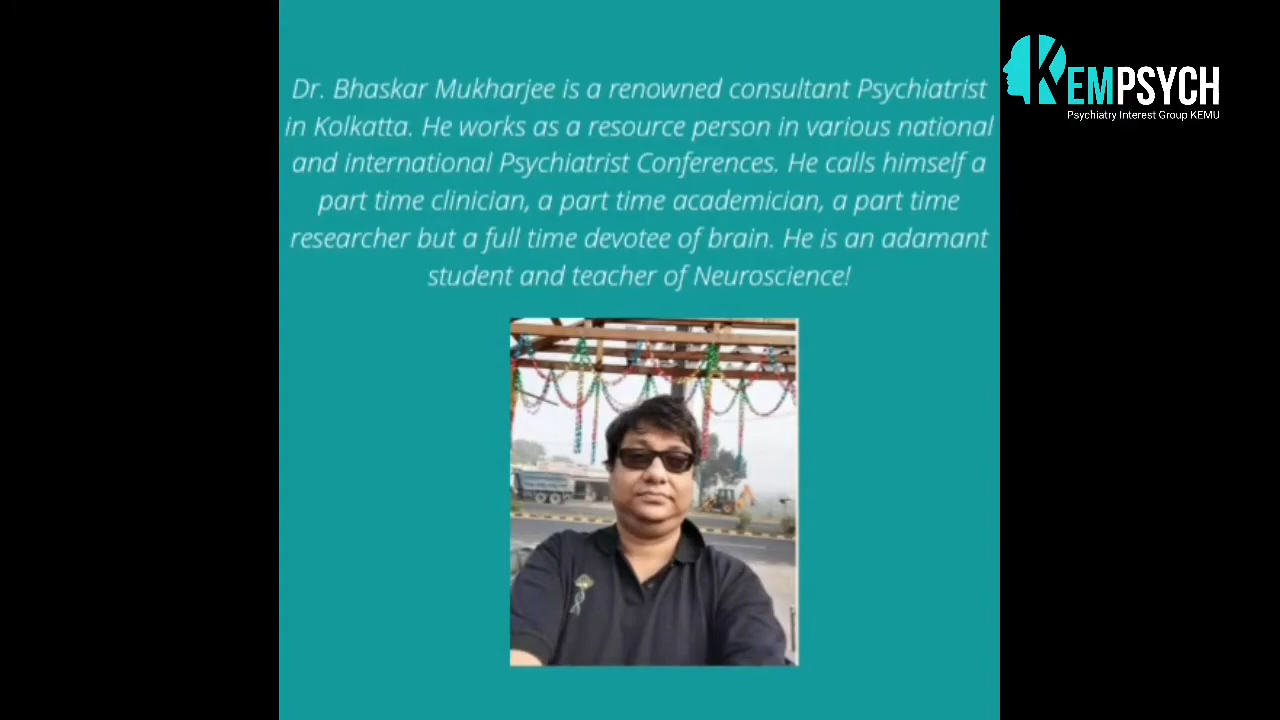 Dr. Bhaskar Mukharjee is a renowned consultant Psychiatrist
in Kolkatta. He works as a resource person in various national
and international Psychiatrist Conferences. He calls himself a
part time clinician, a part time academician, a part time
researcher but a full time devotee of brain. He is an adamant
student and teacher of Neuroscience!
KEMPSYCH
Psychiatry Interest Group KEMU